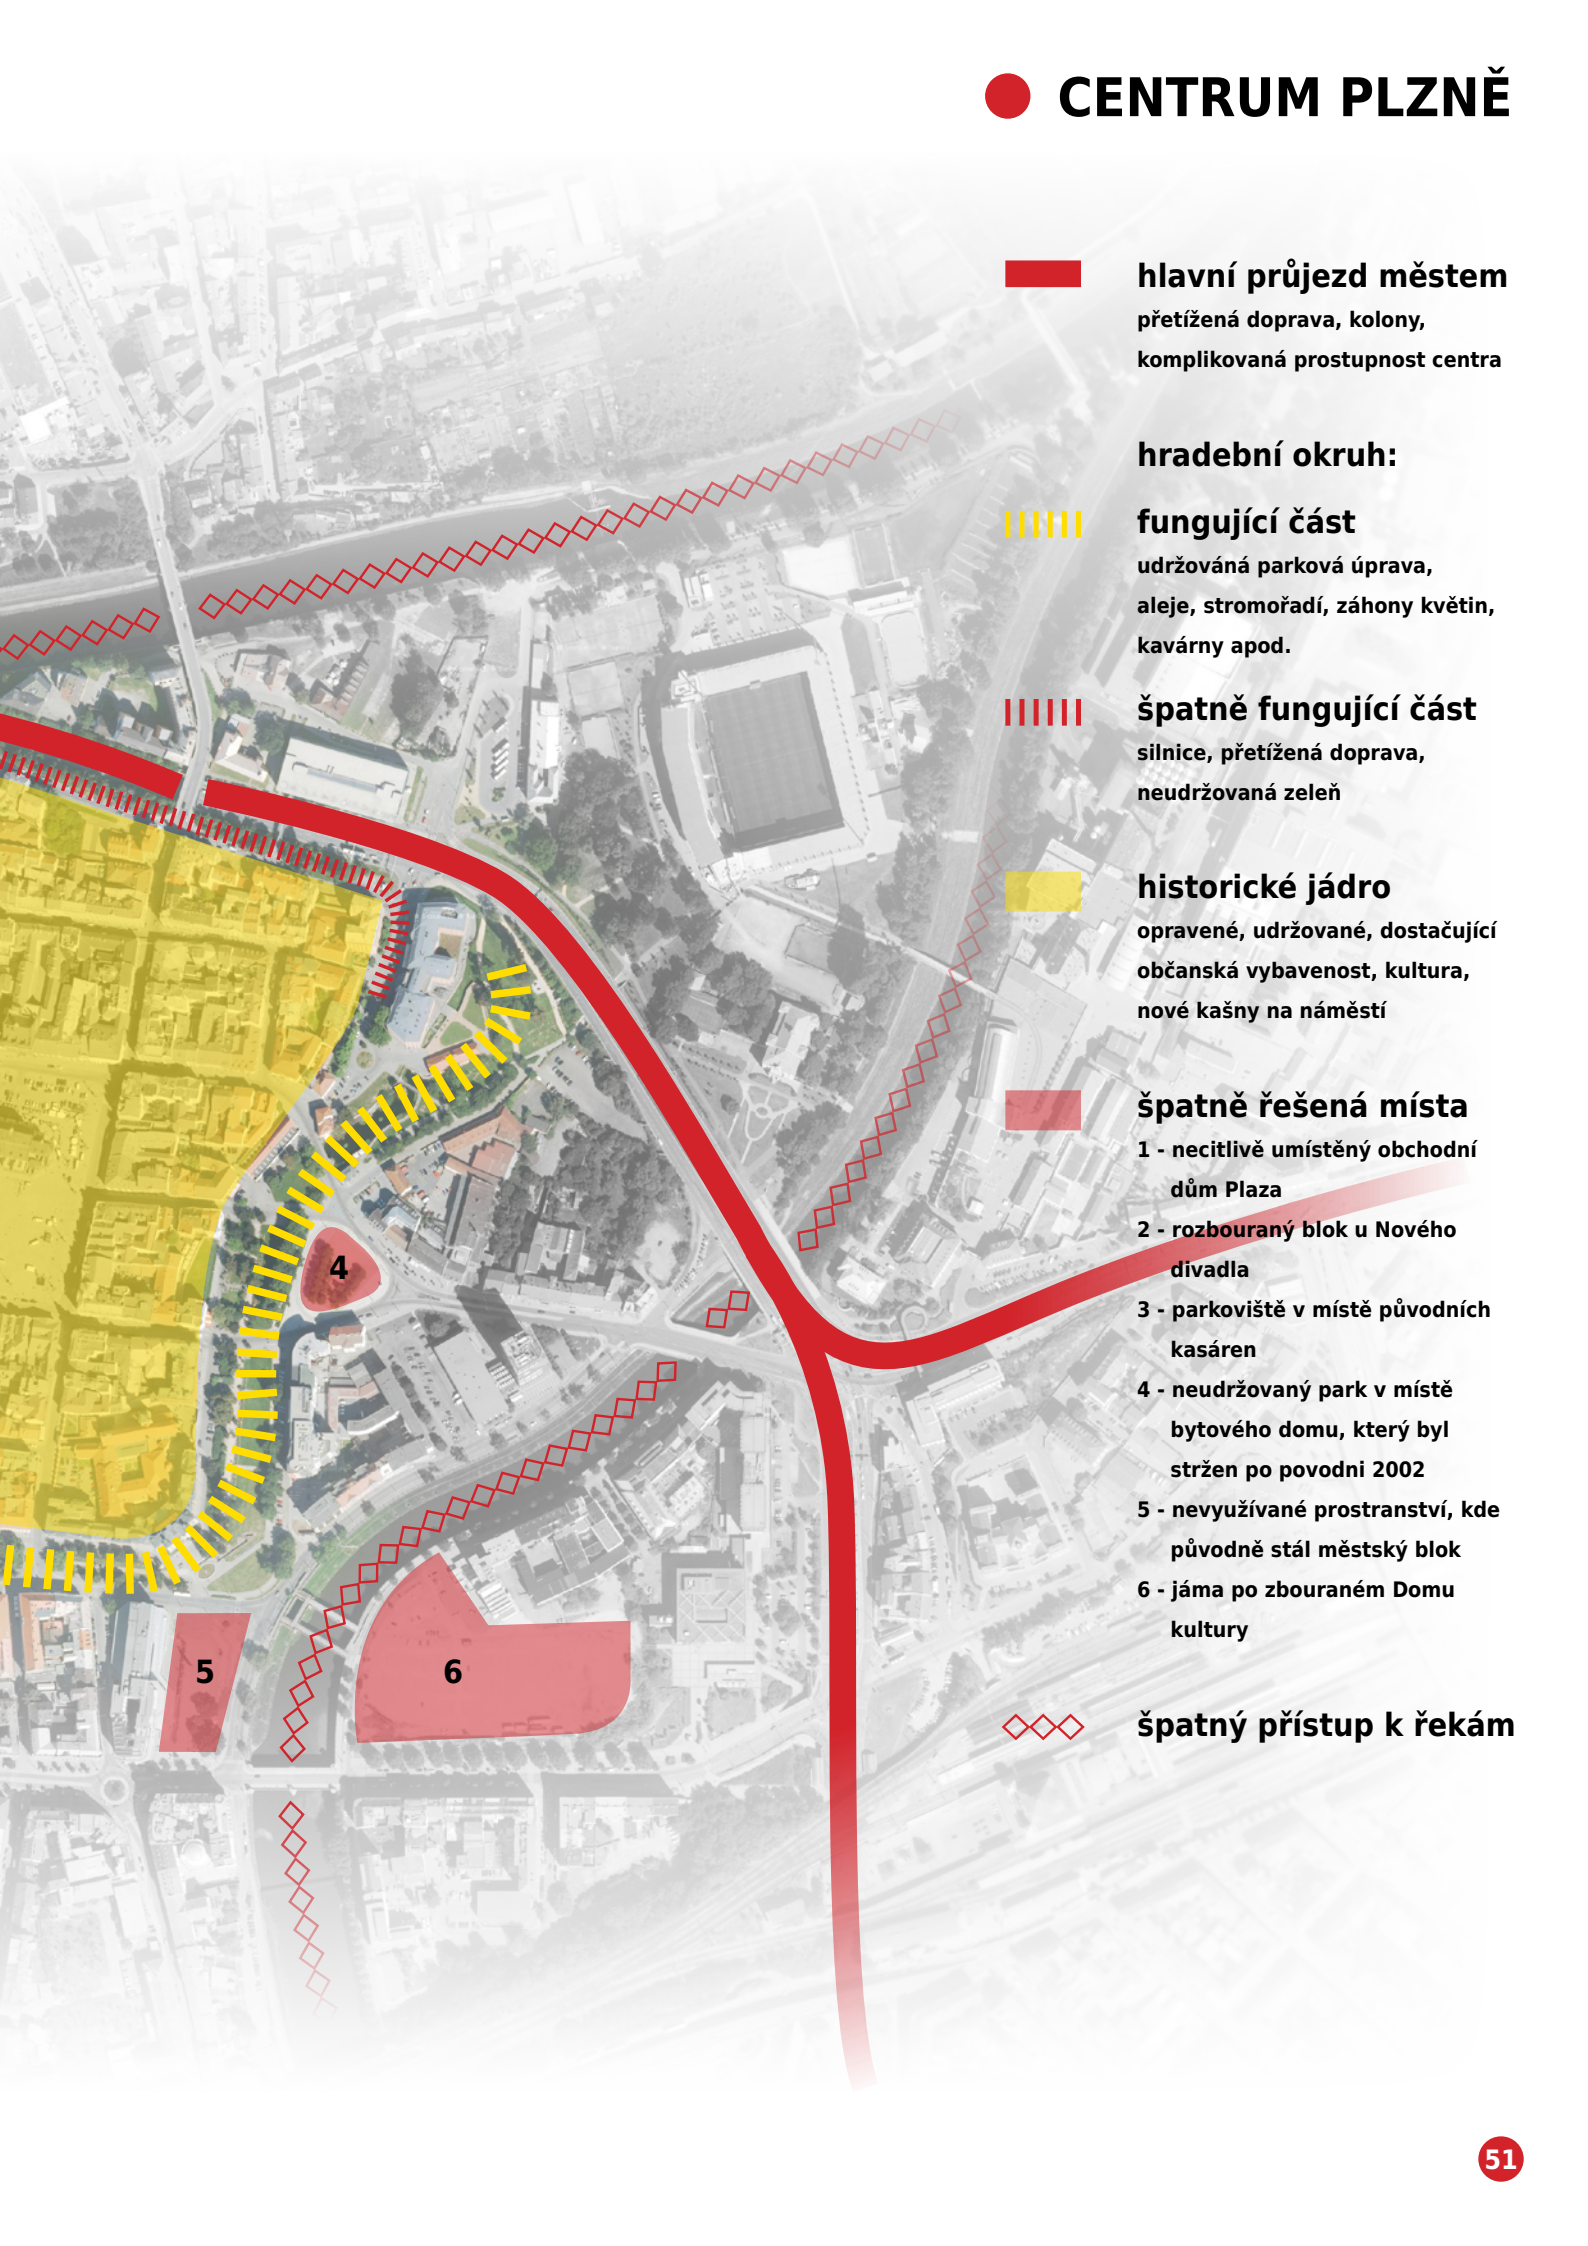 CENTRUM PLZNĚ
hlavní průjezd městem
přetížená doprava, kolony,
komplikovaná prostupnost centra
hradební okruh:
fungující část
udržováná parková úprava,
aleje, stromořadí, záhony květin,
kavárny apod.
špatně fungující část
silnice, přetížená doprava,
neudržovaná zeleň
historické jádro
opravené, udržované, dostačující
občanská vybavenost, kultura,
nové kašny na náměstí
špatně řešená místa
1 - necitlivě umístěný obchodní
dům Plaza
2 - rozbouraný blok u Nového
divadla
3 - parkoviště v místě původních
kasáren
4 - neudržovaný park v místě
bytového domu, který byl
stržen po povodni 2002
5 - nevyužívané prostranství, kde
původně stál městský blok
6 - jáma po zbouraném Domu
kultury
špatný přístup k řekám
4
5
6
51